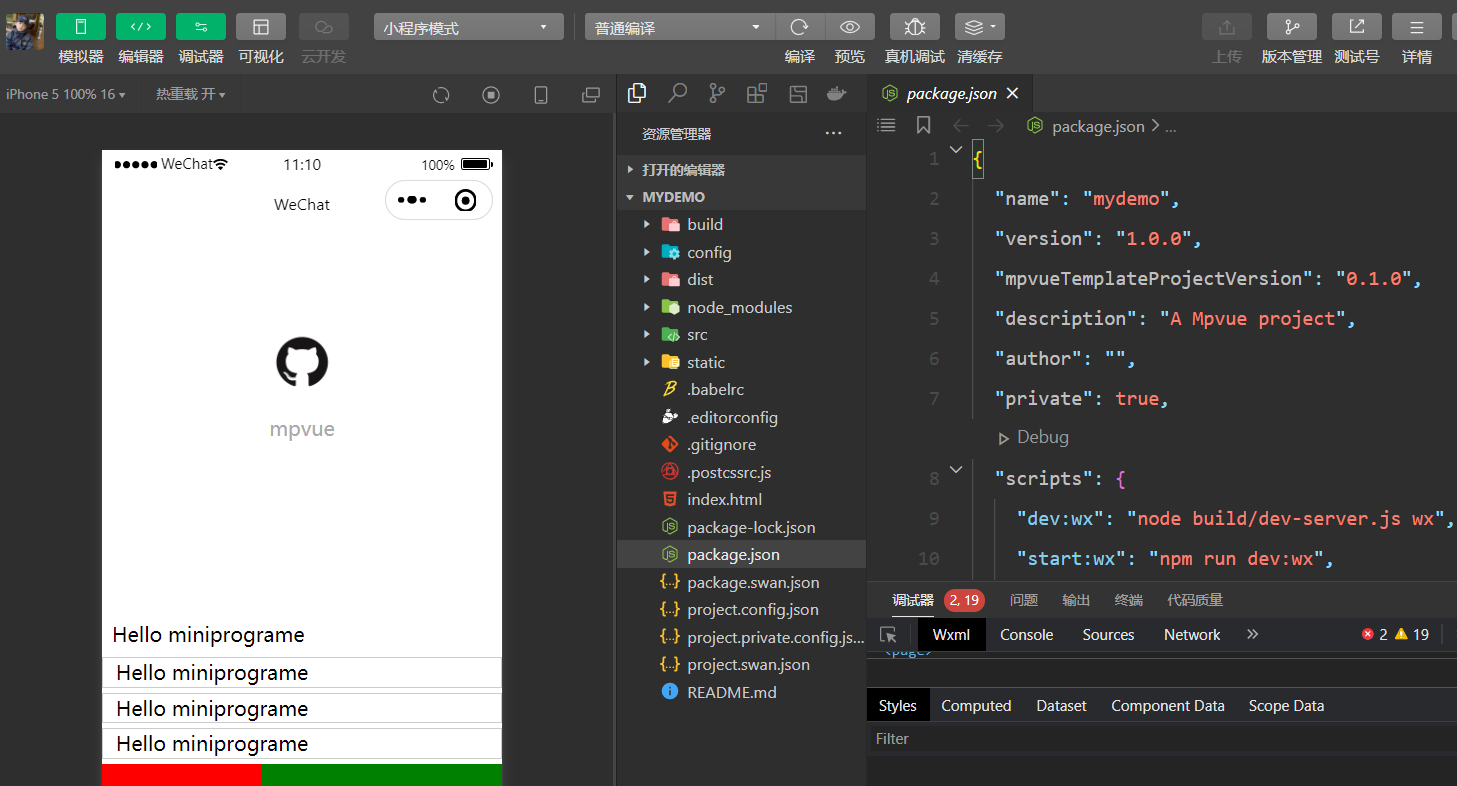 小程序模式
普通编译
模拟器 编辑器 调试器 可视化 云开发 编译 预览 真机调试 清缓存 上传 版本管理 测试号 详情
iPhone 5 100% 16 热重载 开
package.json
资源管理器
package.json > ...
打开的编辑器
MYDEMO
build
config
dist
node_modules
src
static
.babelrc
.editorconfig
.gitignore
.postcssrc.js
index.html
package-lock.json
package.json
package.swan.json
project.config.json
project.private.config.js...
project.swan.json
README.md
WeChat 11:10 100%
WeChat
mpvue
Hello miniprograme
Hello miniprograme
Hello miniprograme
Hello miniprograme
1 {
2 "name": "mydemo",
3 "version": "1.0.0",
4 "mpvueTemplateProjectVersion": "0.1.0",
5 "description": "A Mpvue project",
6 "author": "",
7 "private": true,
Debug
8 "scripts": {
9 "dev:wx": "node build/dev-server.js wx",
10 "start:wx": "npm run dev:wx",
调试器 2, 19 问题 输出 终端 代码质量
Wxml Console Sources Network 2 19
<page>
Styles Computed Dataset Component Data Scope Data
Filter